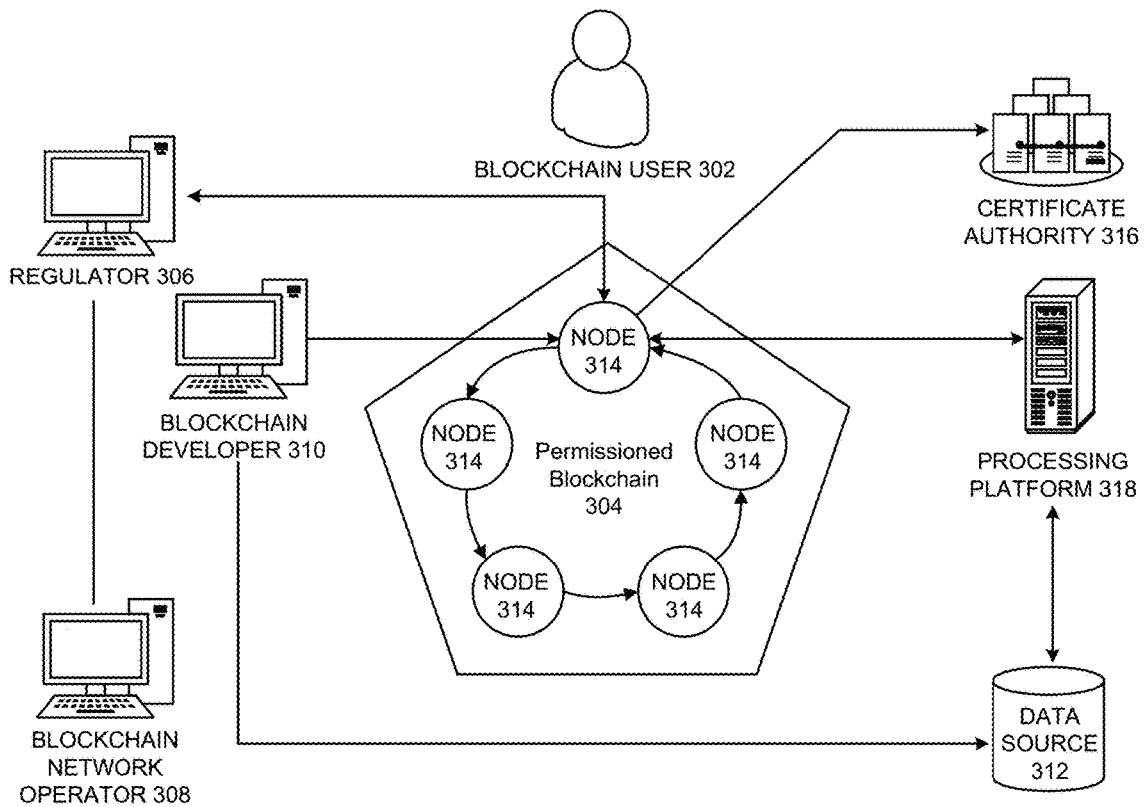 BLOCKCHAIN USER 302
CERTIFICATE
AUTHORITY 316
REGULATOR 306
NODE
314
BLOCKCHAIN
DEVELOPER 310
NODE
314
Permissioned
Blockchain
304
NODE
314
PROCESSING
PLATFORM 318
NODE
314
NODE
314
BLOCKCHAIN
NETWORK
OPERATOR 308
DATA
SOURCE
312